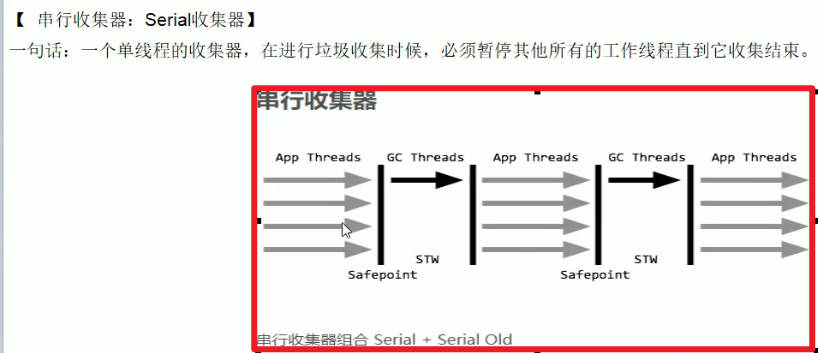 【 串行收集器：Serial收集器】
一句话：一个单线程的收集器，在进行垃圾收集时候，必须暂停其他所有的工作线程直到它收集结束。
串行收集器
App Threads GC Threads App Threads GC Threads App Threads
STW STW
Safepoint Safepoint
串行收集器组合 Serial + Serial Old